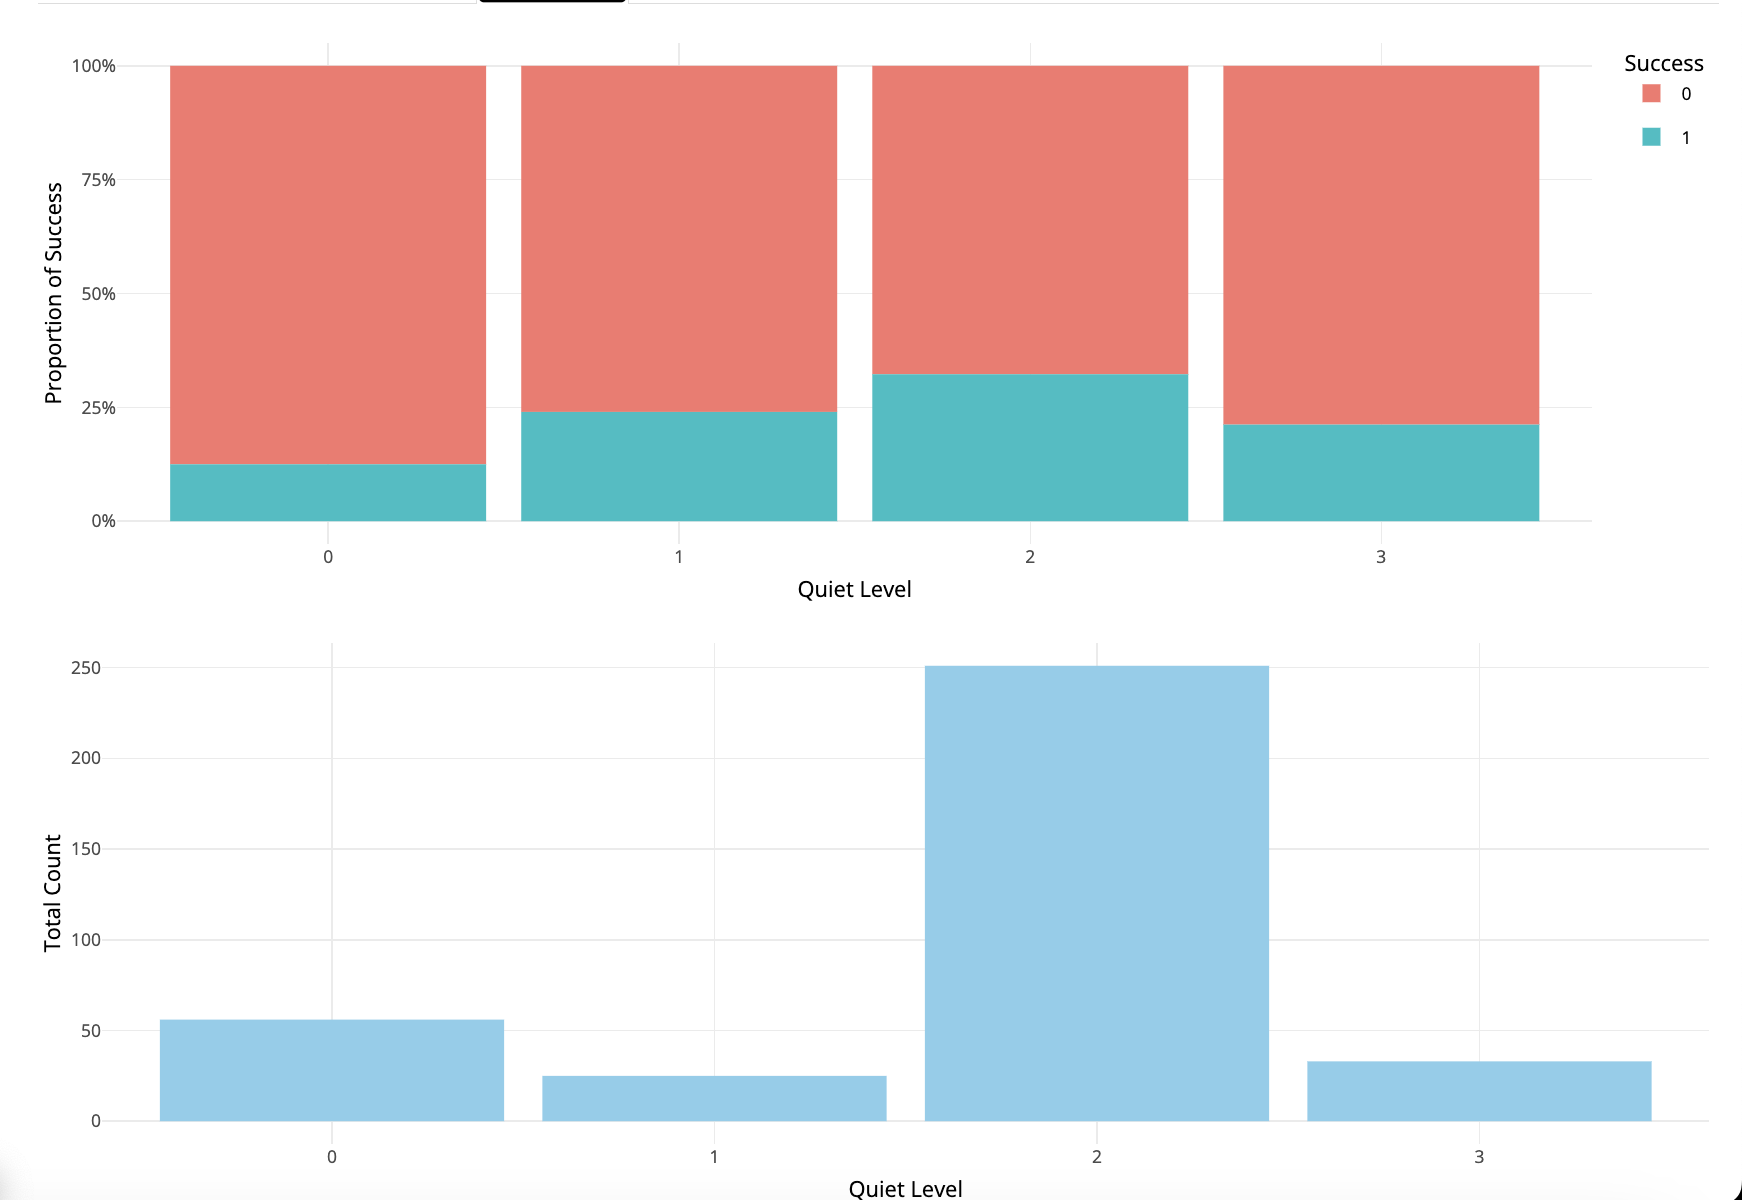 100%
75%
50%
25%
0%
Proportion of Success
0 1 2 3
Quiet Level
Success
0
1
250
200
150
100
50
0
Total Count
0 1 2 3
Quiet Level